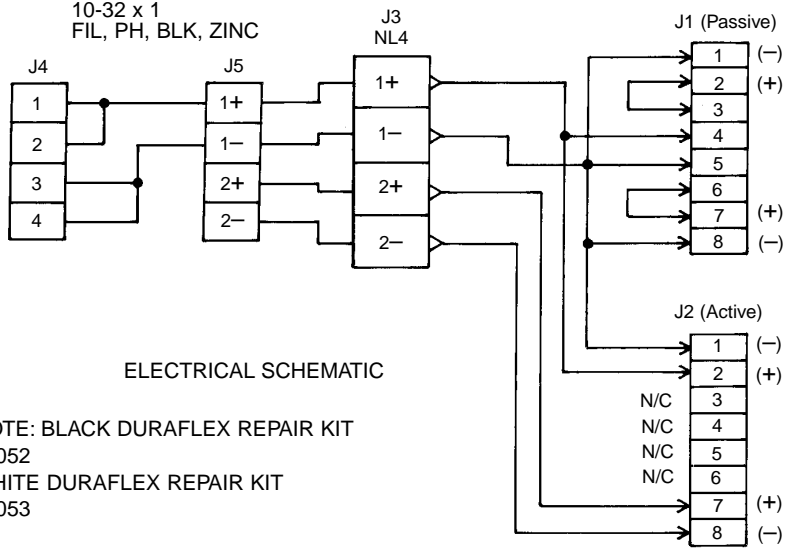 10-32 x 1
FIL, PH, BLK, ZINC
J4
1
2
3
4
J5
1+
1–
2+
2–
J3
NL4
1+
1–
2+
2–
J1 (Passive)
1 (–)
2 (+)
3
4
5
6
7 (+)
8 (–)
J2 (Active)
1 (–)
2 (+)
N/C 3
N/C 4
N/C 5
N/C 6
7 (+)
8 (–)
ELECTRICAL SCHEMATIC
OTE: BLACK DURAFLEX REPAIR KIT
052
HITE DURAFLEX REPAIR KIT
053